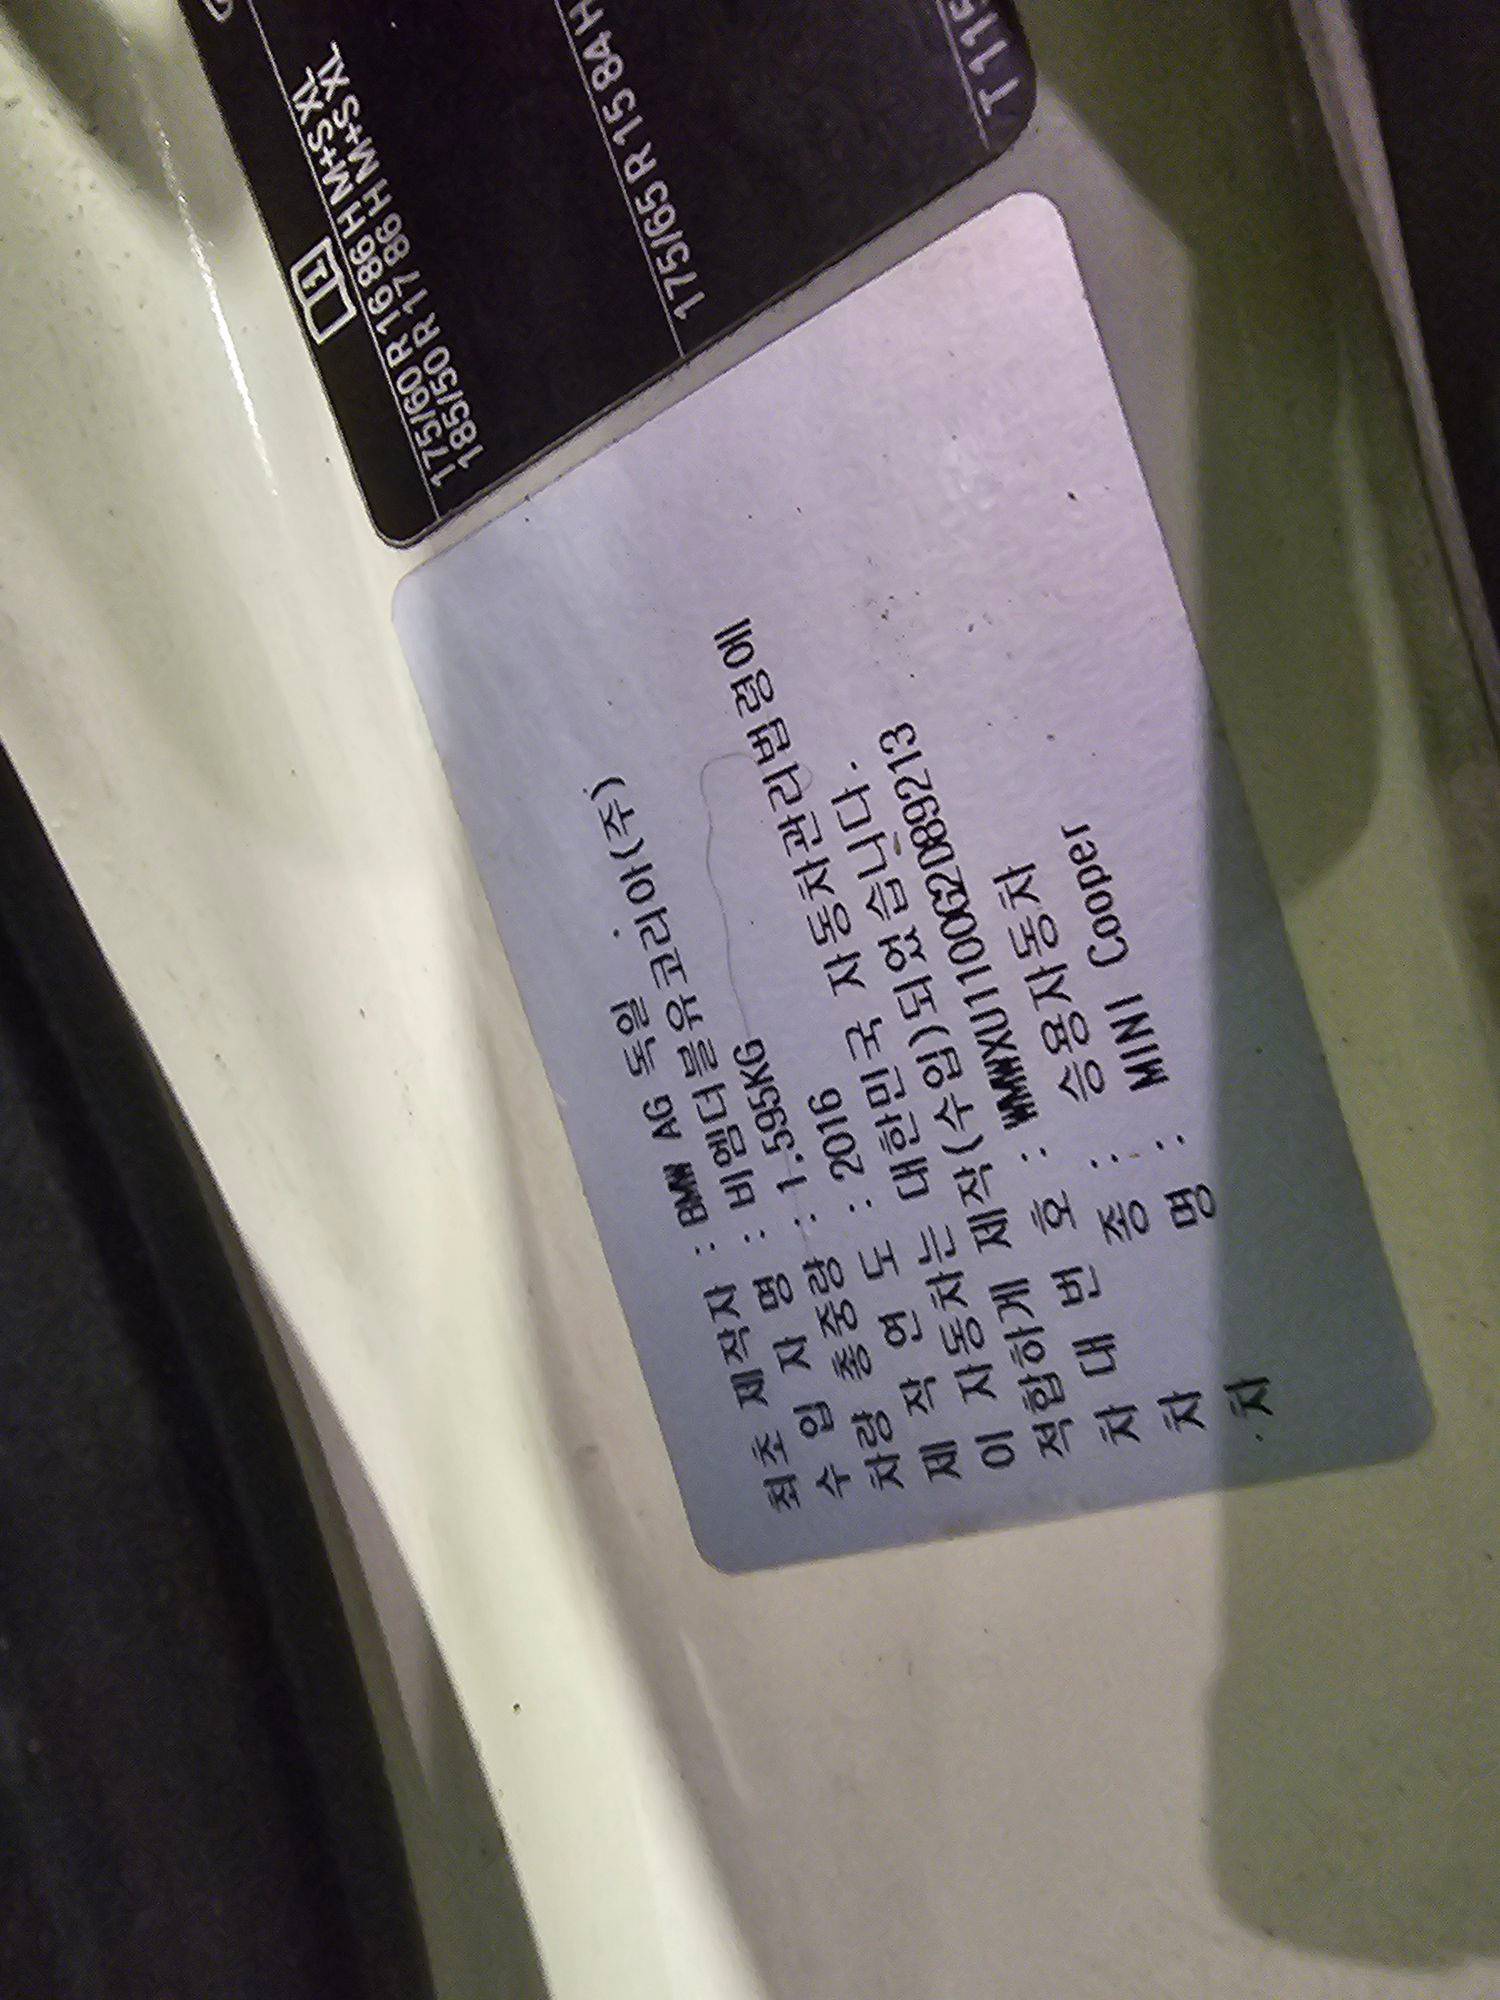 175/60 R 16 86 H M+S XL
185/50 R 17 86 H M+S XL
175/65 R 15 84 H
T 115
최초 제작자 : BMW AG 독일
수 입 자 명 : 비엠더블유코리아(주)
차량 총중량 : 1.595KG
제 작 연 도 : 2016
이 자동차는 대한민국 자동차관리법령에
적합하게 제작(수입)되었습니다.
차 대 번 호 : WMWXU1100G2D89213
차 종 : 승용자동차
차 명 : MINI Cooper